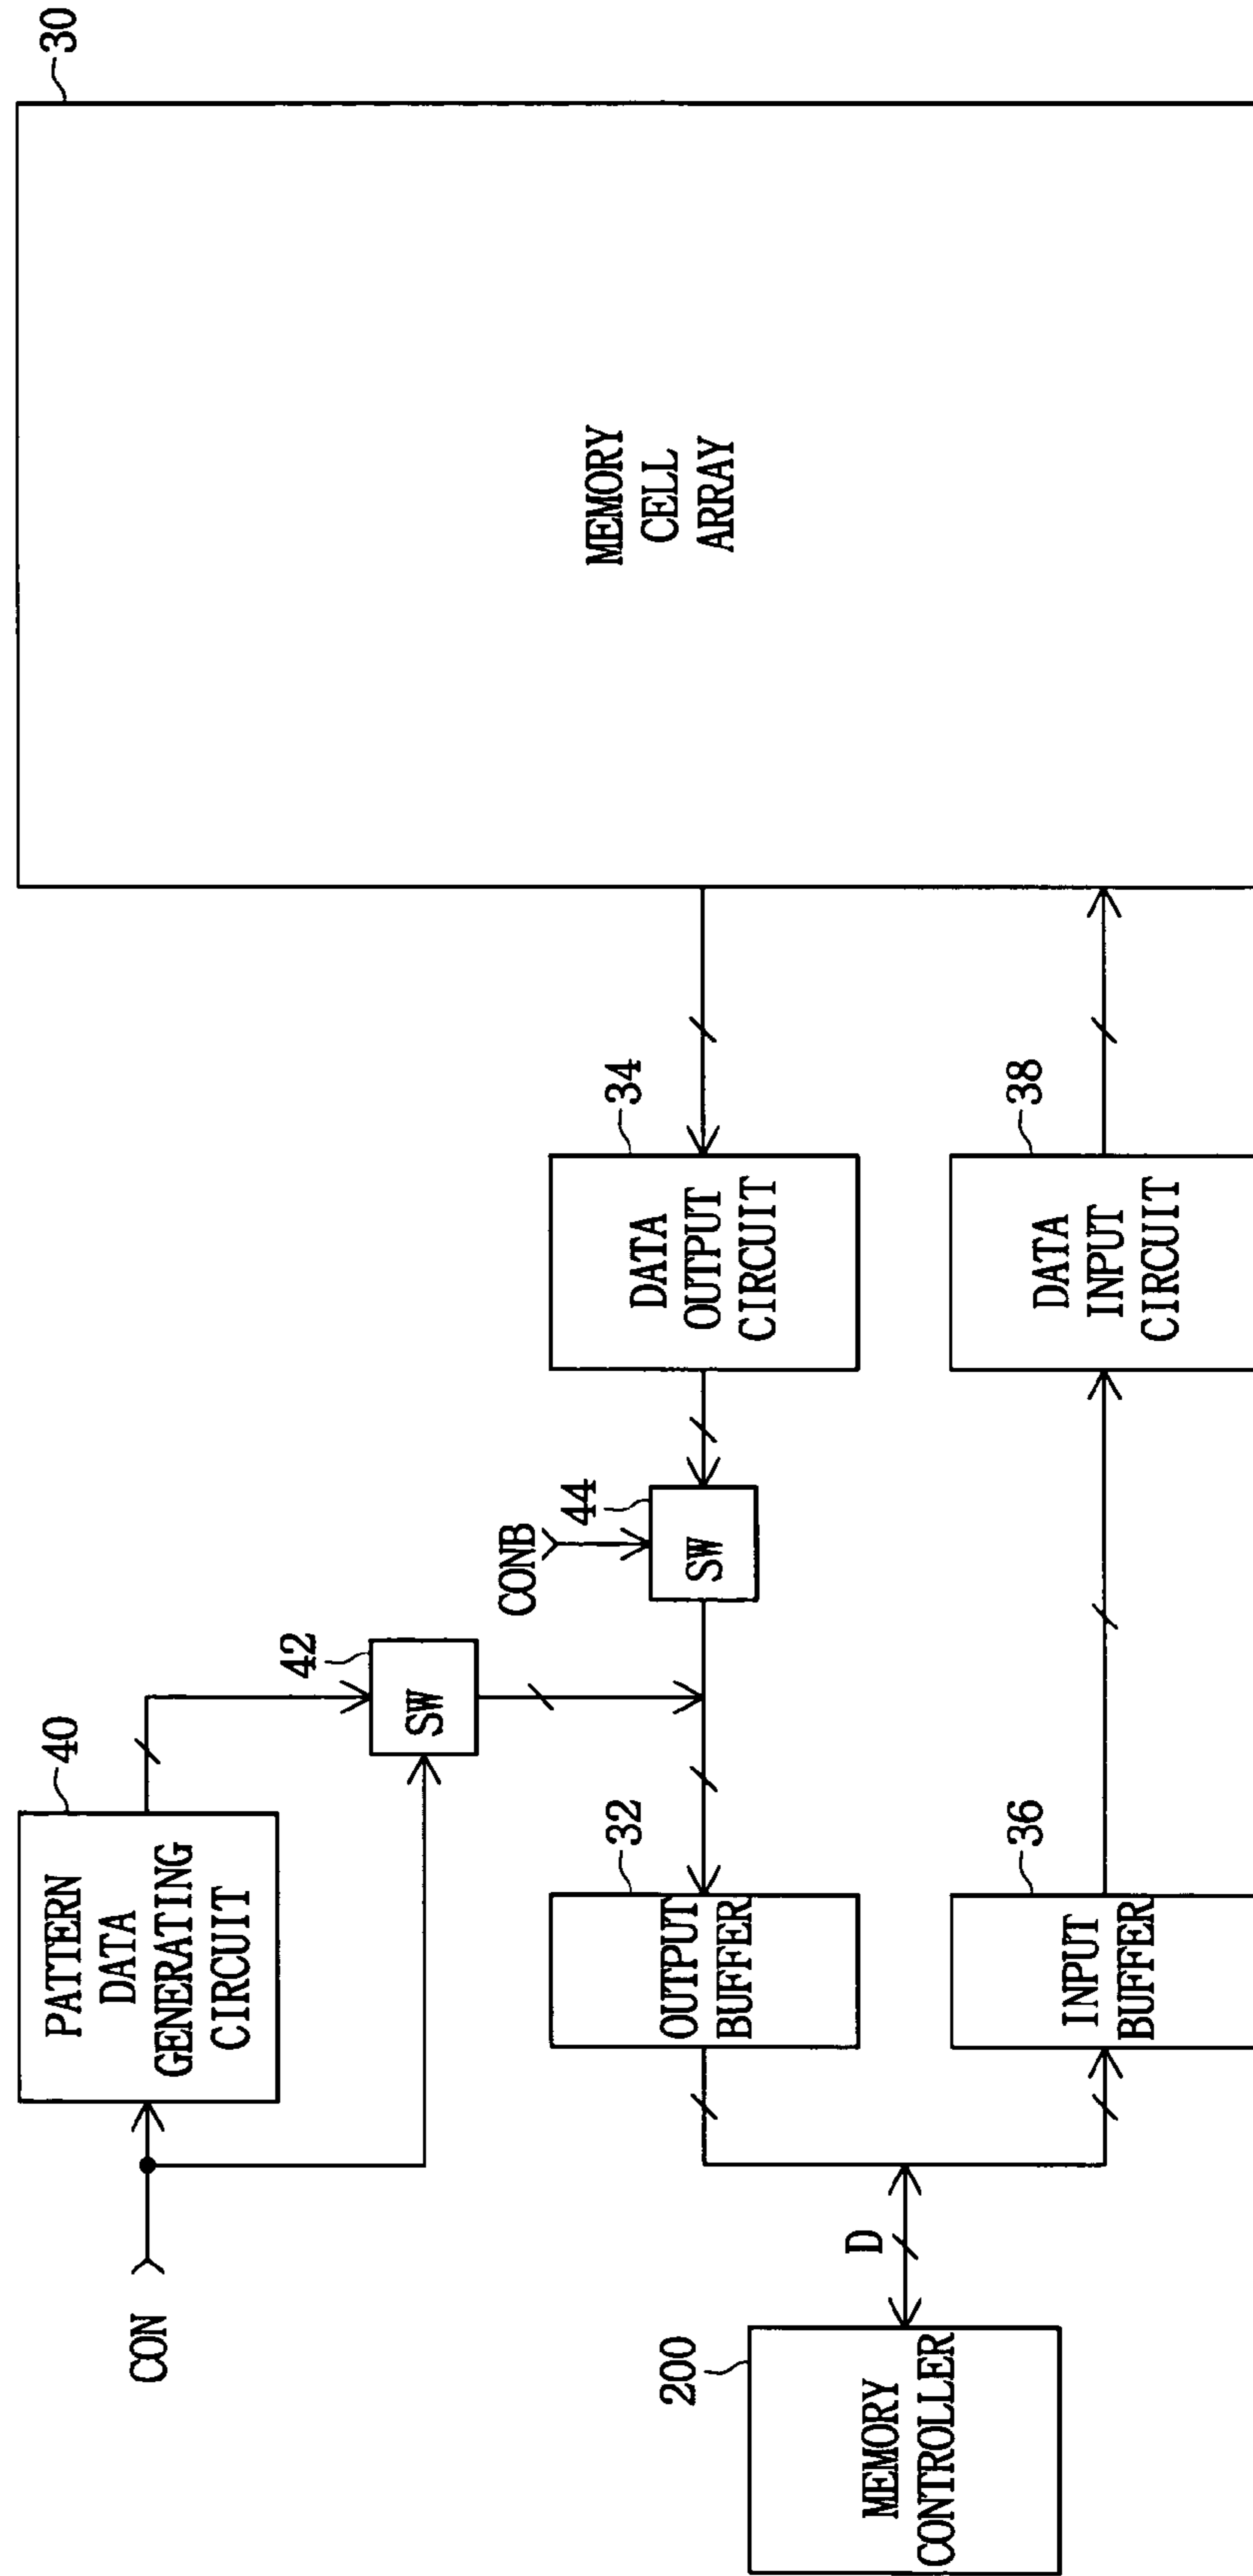 CON
PATTERN
DATA
GENERATING
CIRCUIT
40
SW
42
CONB
SW
44
30
MEMORY
CELL
ARRAY
200
MEMORY
CONTROLLER
D
OUTPUT
BUFFER
32
DATA
OUTPUT
CIRCUIT
34
INPUT
BUFFER
36
DATA
INPUT
CIRCUIT
38